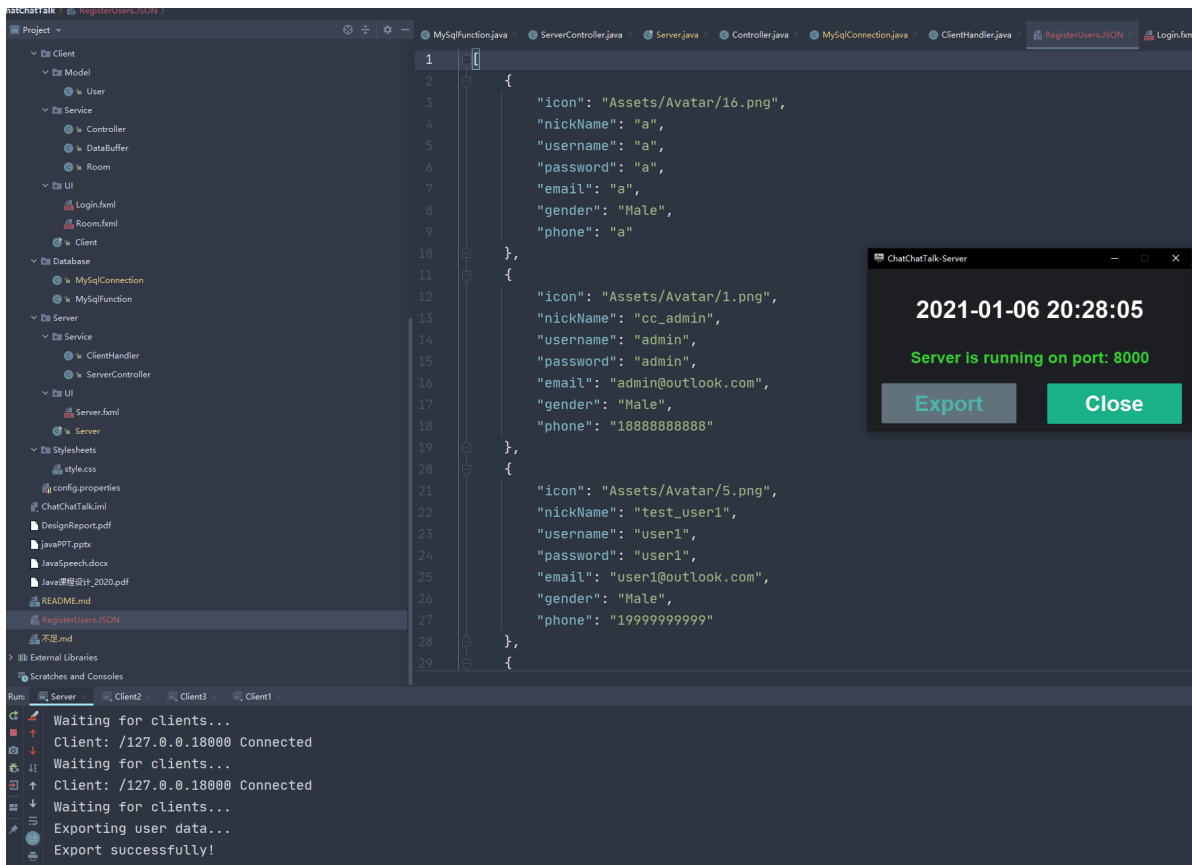 hatChatTalk › RegisterUsers.JSON ›
Project
MySqlFunction.java
ServerController.java
Server.java
Controller.java
MySqlConnection.java
ClientHandler.java
RegisterUsers.JSON
Login.fxm
Client
Model
User
Service
Controller
DataBuffer
Room
UI
Login.fxml
Room.fxml
Client
Database
MySqlConnection
MySqlFunction
Server
Service
ClientHandler
ServerController
UI
Server.fxml
Server
Stylesheets
style.css
config.properties
ChatChatTalk.iml
DesignReport.pdf
javaPPT.pptx
JavaSpeech.docx
Java课程设计_2020.pdf
README.md
RegisterUsers.JSON
不足.md
External Libraries
Scratches and Consoles
1 [
2 {
3 "icon": "Assets/Avatar/16.png",
4 "nickName": "a",
5 "username": "a",
6 "password": "a",
7 "email": "a",
8 "gender": "Male",
9 "phone": "a"
10 },
11 {
12 "icon": "Assets/Avatar/1.png",
13 "nickName": "cc_admin",
14 "username": "admin",
15 "password": "admin",
16 "email": "admin@outlook.com",
17 "gender": "Male",
18 "phone": "18888888888"
19 },
20 {
21 "icon": "Assets/Avatar/5.png",
22 "nickName": "test_user1",
23 "username": "user1",
24 "password": "user1",
25 "email": "user1@outlook.com",
26 "gender": "Male",
27 "phone": "19999999999"
28 },
29 {
ChatChatTalk-Server
2021-01-06 20:28:05
Server is running on port: 8000
Export Close
Run: Server Client2 Client3 Client1
Waiting for clients...
Client: /127.0.0.18000 Connected
Waiting for clients...
Client: /127.0.0.18000 Connected
Waiting for clients...
Exporting user data...
Export successfully!